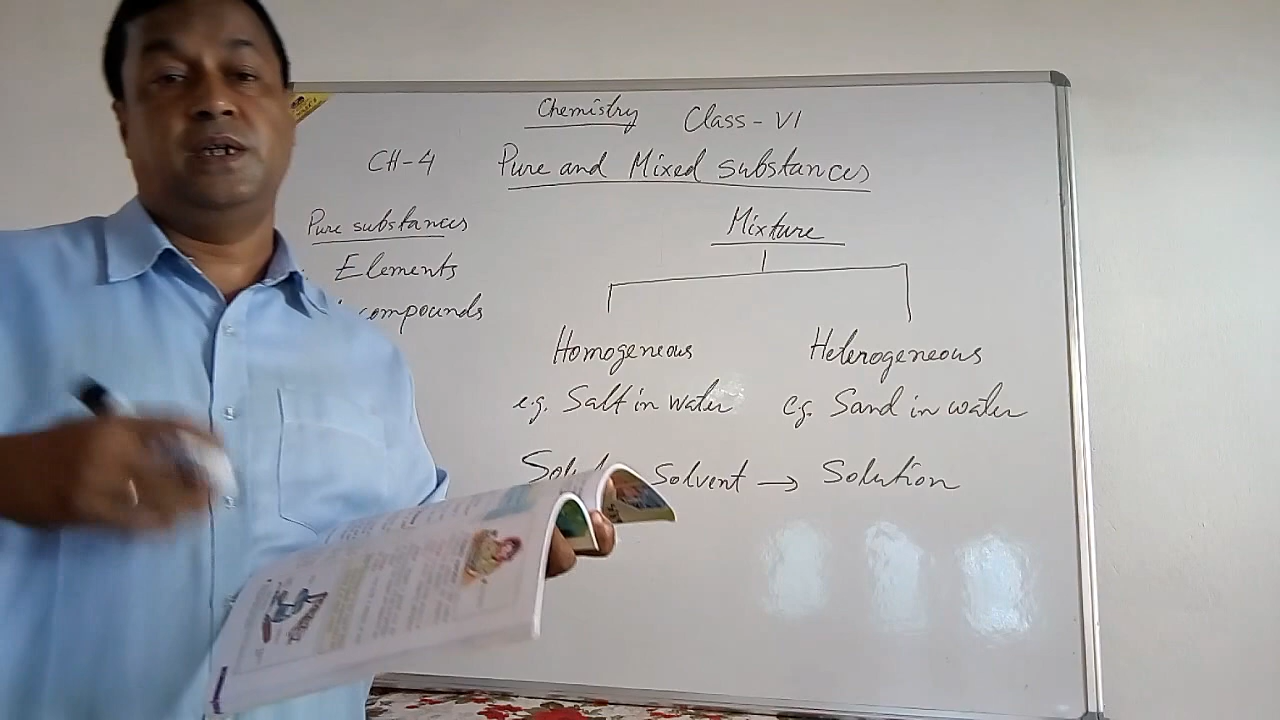 Chemistry Class - VI
CH-4 Pure and Mixed substances
Pure substances
Elements
compounds
Mixture
Homogeneous
e.g. Salt in water
Heterogeneous
eg. Sand in water
Solvent → Solution